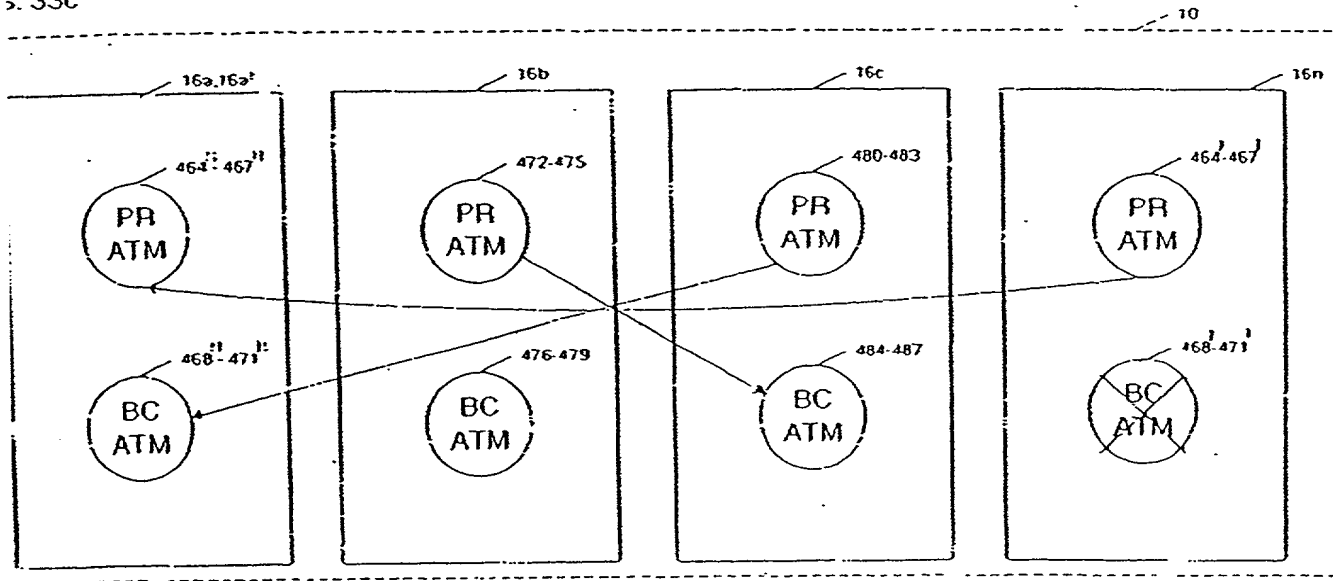 33c
10
16a,16a'
16b
16c
16n
464''-467''
472-475
480-483
464'-467'
PR
ATM
PR
ATM
PR
ATM
PR
ATM
468''-471''
476-479
484-487
468'-471'
BC
ATM
BC
ATM
BC
ATM
BC
ATM